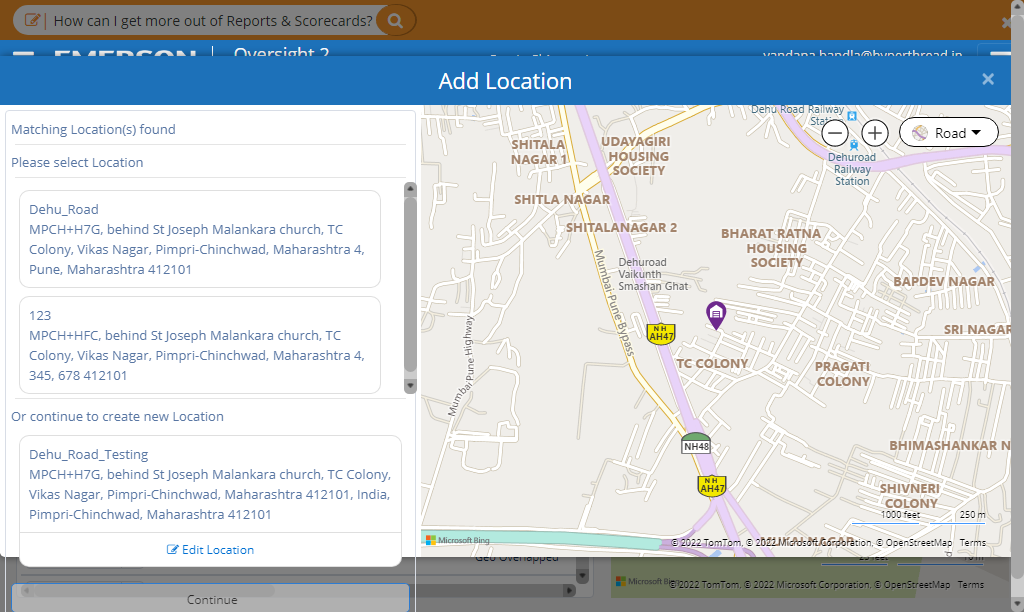 How can I get more out of Reports & Scorecards?
EMERSON
Oversight 2
vandana.bandla@hyperthread.in
Add Location
Matching Location(s) found
Please select Location
Dehu_Road
MPCH+H7G, behind St Joseph Malankara church, TC
Colony, Vikas Nagar, Pimpri-Chinchwad, Maharashtra 4,
Pune, Maharashtra 412101
123
MPCH+HFC, behind St Joseph Malankara church, TC
Colony, Vikas Nagar, Pimpri-Chinchwad, Maharashtra 4,
345, 678 412101
Or continue to create new Location
Dehu_Road_Testing
MPCH+H7G, behind St Joseph Malankara church, TC Colony,
Vikas Nagar, Pimpri-Chinchwad, Maharashtra 412101, India,
Pimpri-Chinchwad, Maharashtra 412101
Edit Location
Continue
Dehu Road Railway
Station
Road
Dehuroad
Railway
Station
SHITALA
NAGAR 1
UDAYAGIRI
HOUSING
SOCIETY
SHITLA NAGAR
SHITALANAGAR 2
BHARAT RATNA
HOUSING
SOCIETY
Dehuroad
Vaikunth
Smashan Ghat
BAPDEV NAGAR
Mumbai-Pune Bypass
Mumbai Pune Highway
NH
AH47
SRI NAGAR
TC COLONY
PRAGATI
COLONY
NH48
BHIMASHANKAR N
NH
AH47
SHIVNERI
COLONY
1000 feet
250 m
Microsoft Bing
© 2022 TomTom, © 2022 Microsoft Corporation, © OpenStreetMap
Terms
Geo Overlapped
Microsoft Bing
© 2022 TomTom, © 2022 Microsoft Corporation, © OpenStreetMap
Terms